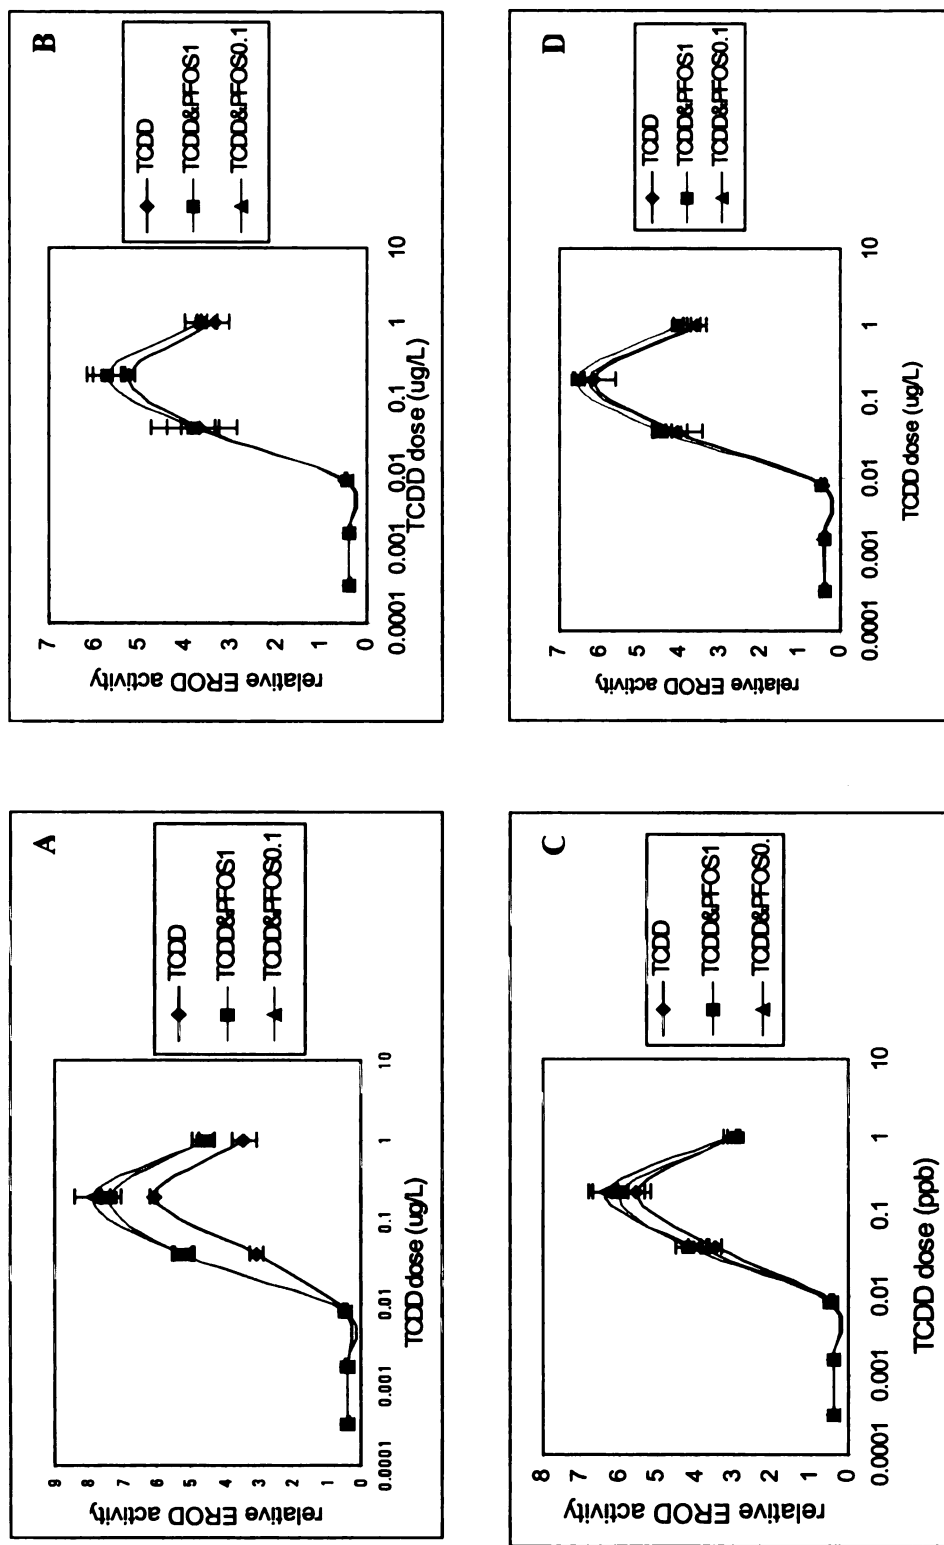 A
relative EROD activity
9
8
7
6
5
4
3
2
1
0
0.0001 0.001 0.01 0.1 1 10
TCDD dose (ug/L)
TCDD
TCDD&PFOS1
TCDD&PFOS0.1
B
relative EROD activity
7
6
5
4
3
2
1
0
0.0001 0.001 0.01 0.1 1 10
TCDD dose (ug/L)
TCDD
TCDD&PFOS1
TCDD&PFOS0.1
C
relative EROD activity
8
7
6
5
4
3
2
1
0
0.0001 0.001 0.01 0.1 1 10
TCDD dose (ppb)
TCDD
TCDD&PFOS1
TCDD&PFOS0.
D
relative EROD activity
7
6
5
4
3
2
1
0
0.0001 0.001 0.01 0.1 1 10
TCDD dose (ug/L)
TCDD
TCDD&PFOS1
TCDD&PFOS0.1